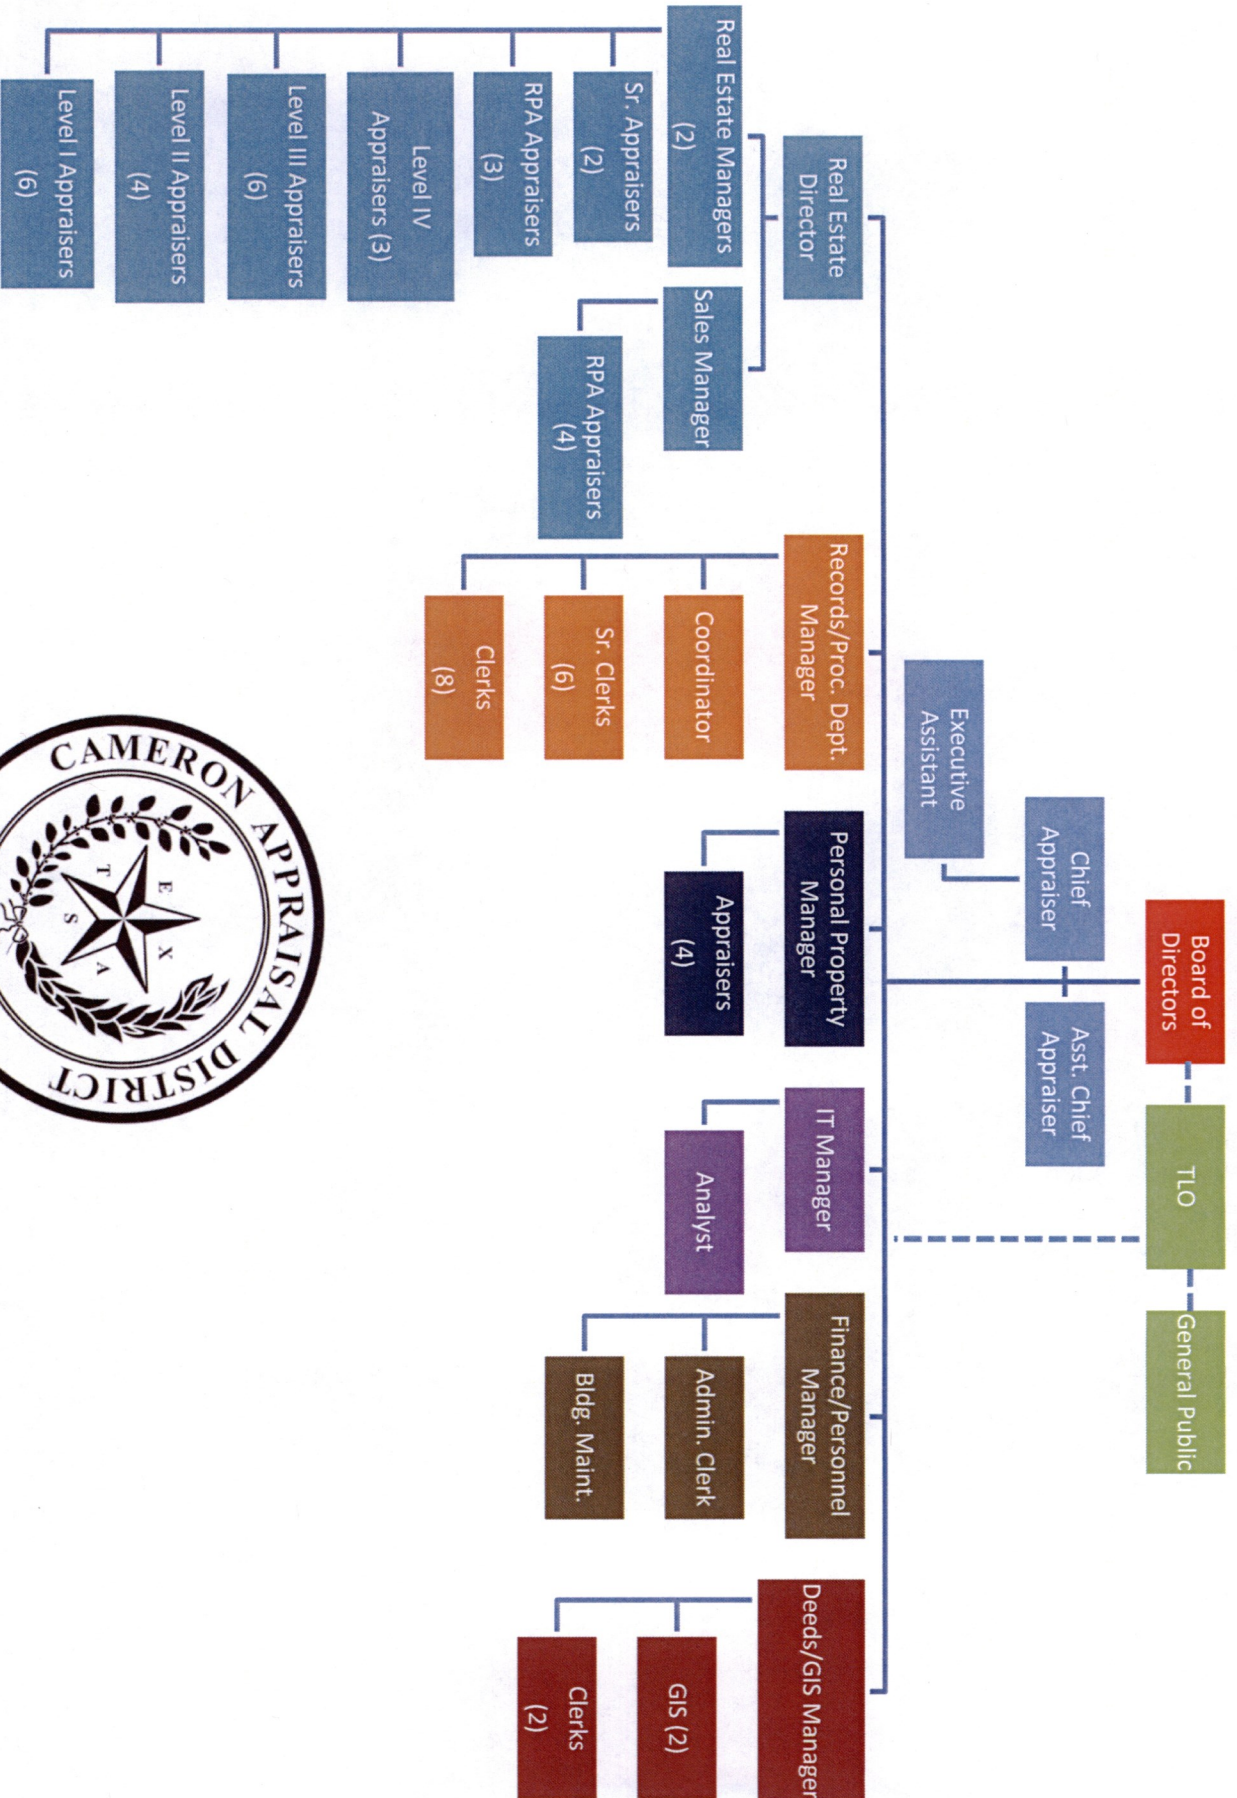 Board of
Directors
TLO
General Public
Chief
Appraiser
Asst. Chief
Appraiser
Executive
Assistant
Real Estate
Director
Real Estate Managers
(2)
Sr. Appraisers
(2)
RPA Appraisers
(3)
Level IV
Appraisers (3)
Level III Appraisers
(6)
Level II Appraisers
(4)
Level I Appraisers
(6)
Sales Manager
RPA Appraisers
(4)
Records/Proc. Dept.
Manager
Coordinator
Sr. Clerks
(6)
Clerks
(8)
Personal Property
Manager
Appraisers
(4)
IT Manager
Analyst
Finance/Personnel
Manager
Admin. Clerk
Bldg. Maint.
Deeds/GIS Manager
GIS (2)
Clerks
(2)
CAMERON APPRAISAL DISTRICT
T E X A S